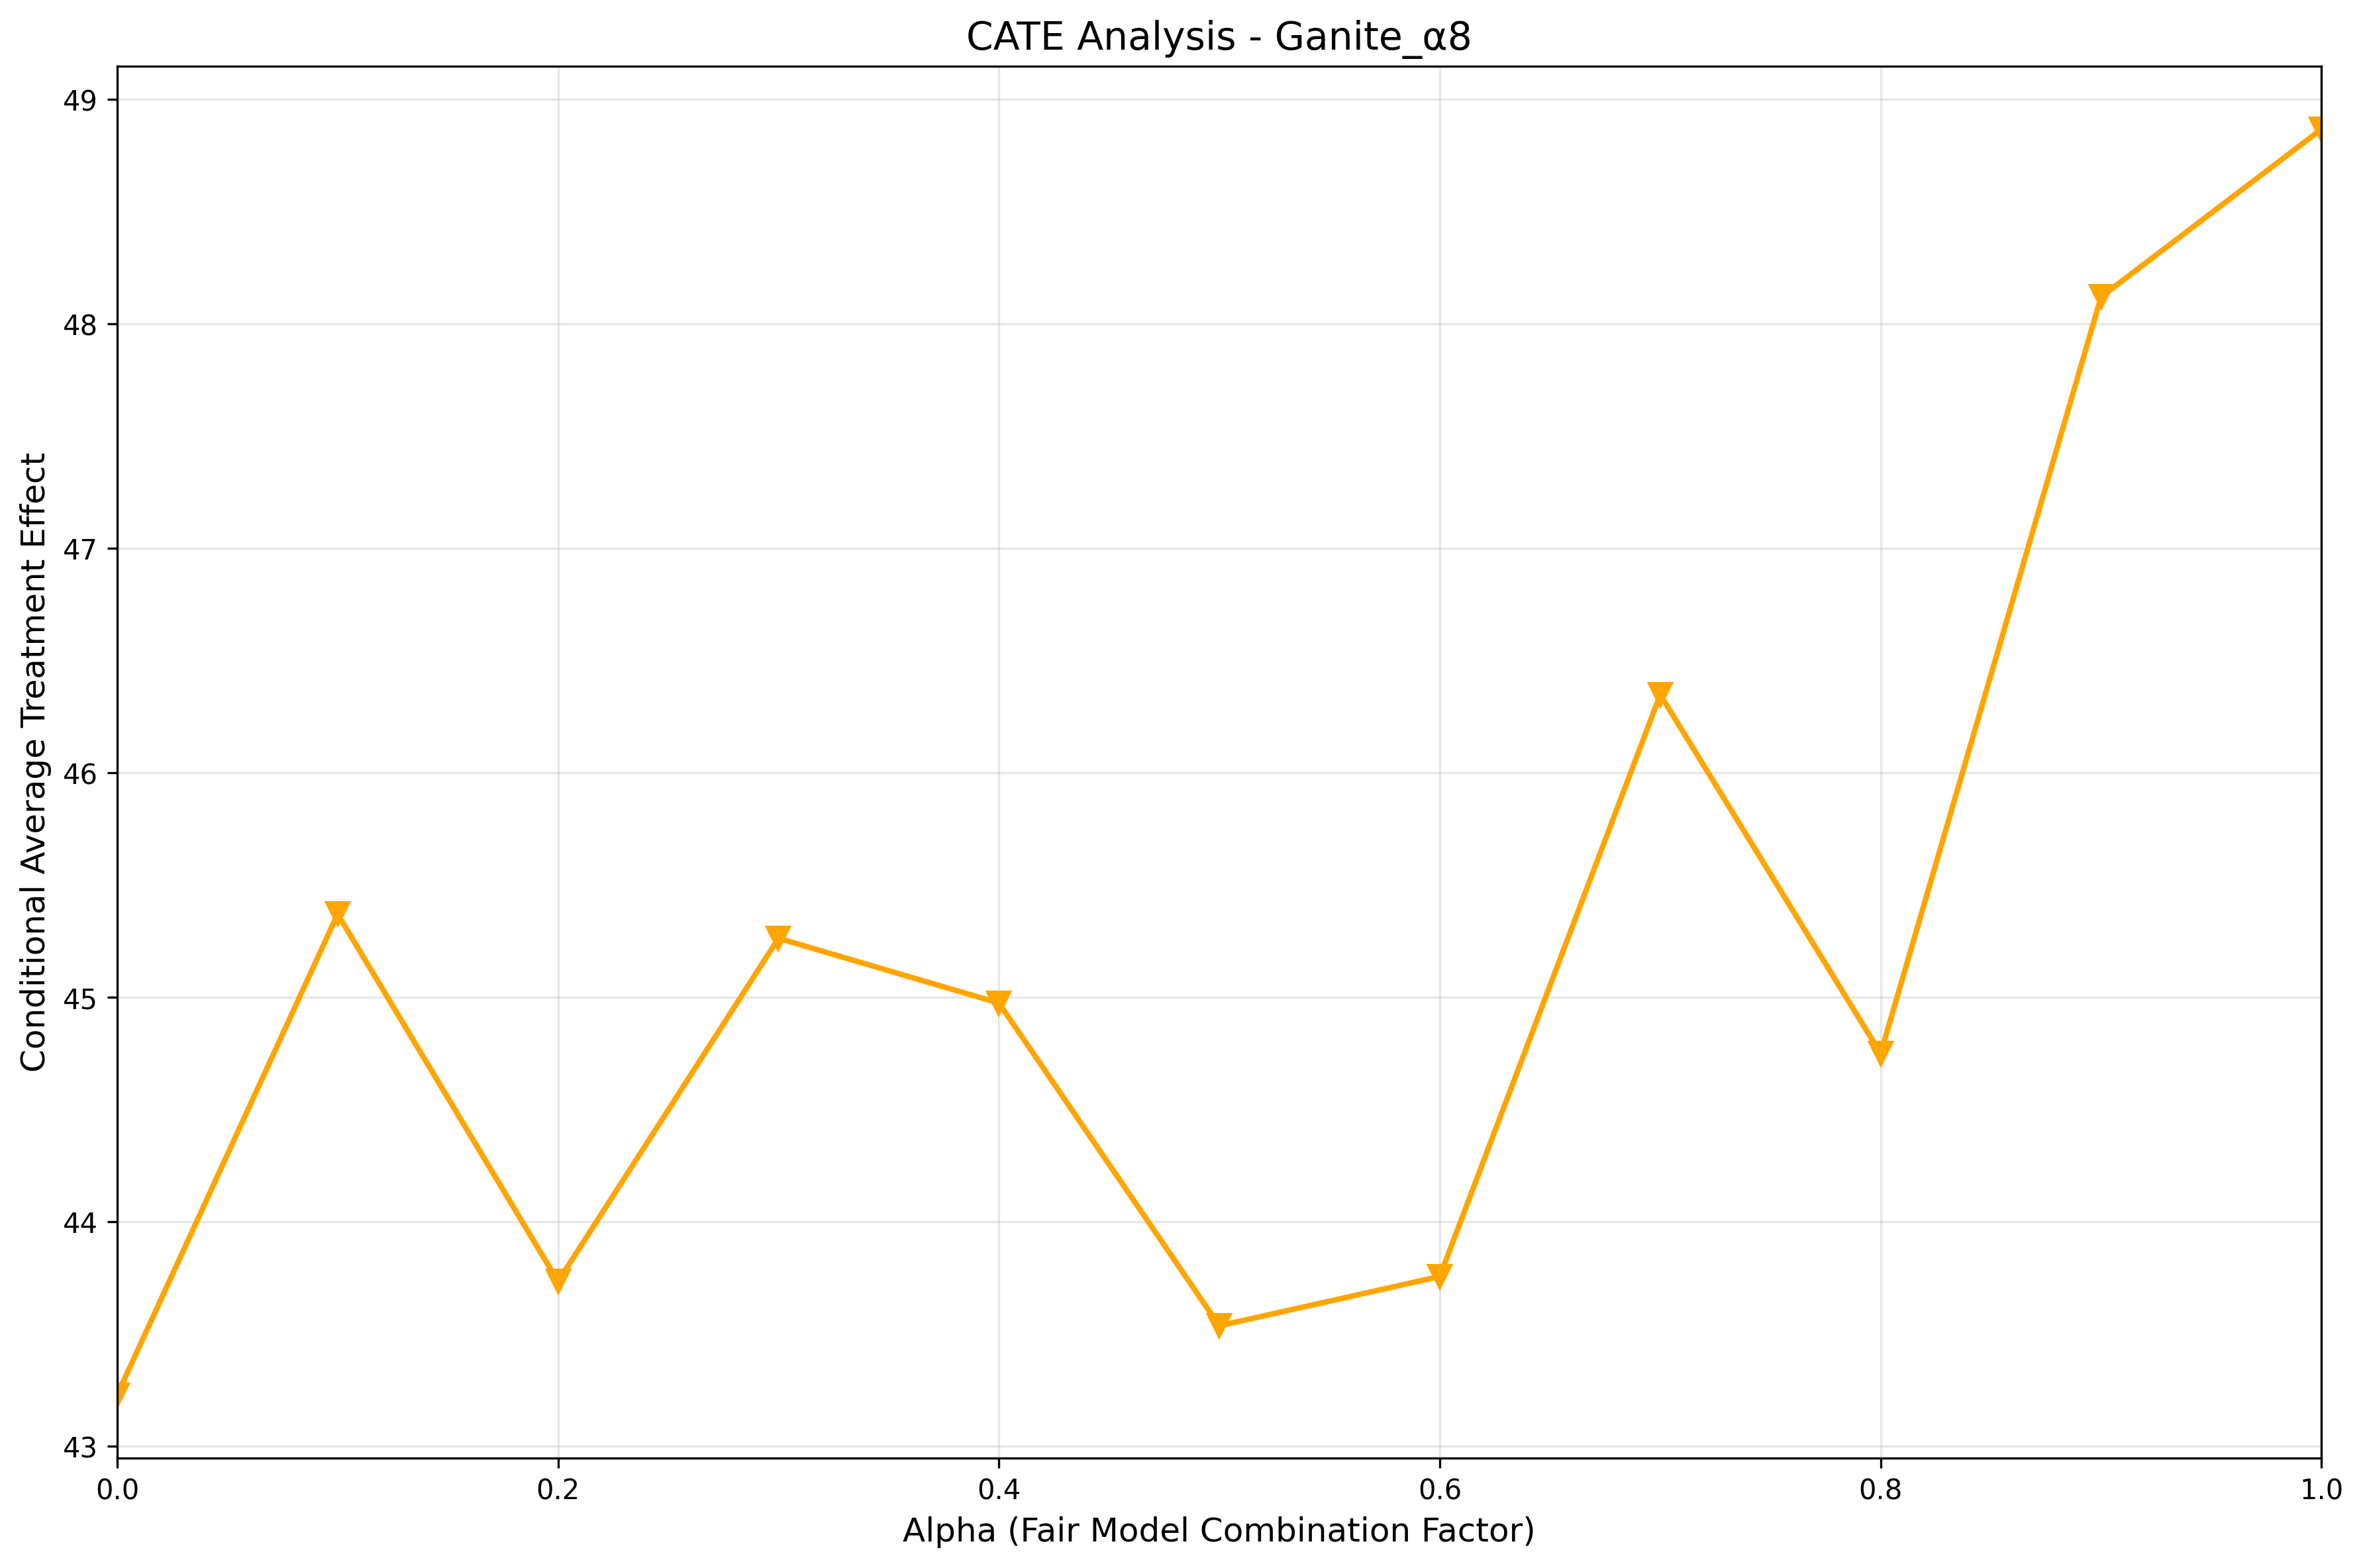 CATE Analysis - Ganite_α8
Conditional Average Treatment Effect
49
48
47
46
45
44
43
0.0 0.2 0.4 0.6 0.8 1.0
Alpha (Fair Model Combination Factor)